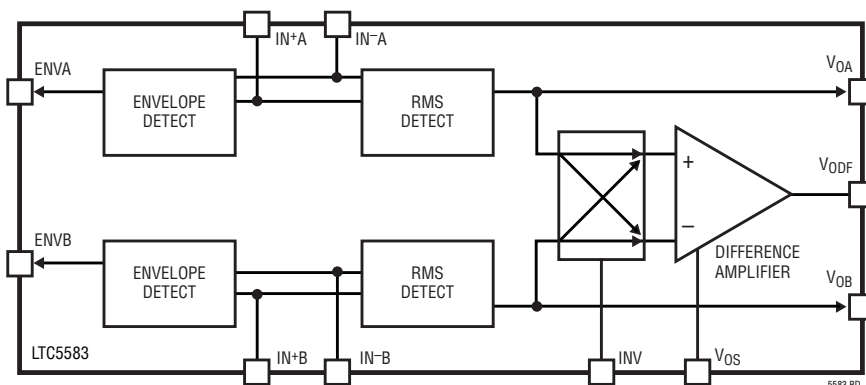 IN+A
IN–A
ENVA
VOA
ENVELOPE
DETECT
RMS
DETECT
+
–
VODF
ENVB
ENVELOPE
DETECT
RMS
DETECT
DIFFERENCE
AMPLIFIER
VOB
LTC5583
IN+B
IN–B
INV
VOS
5583 BD